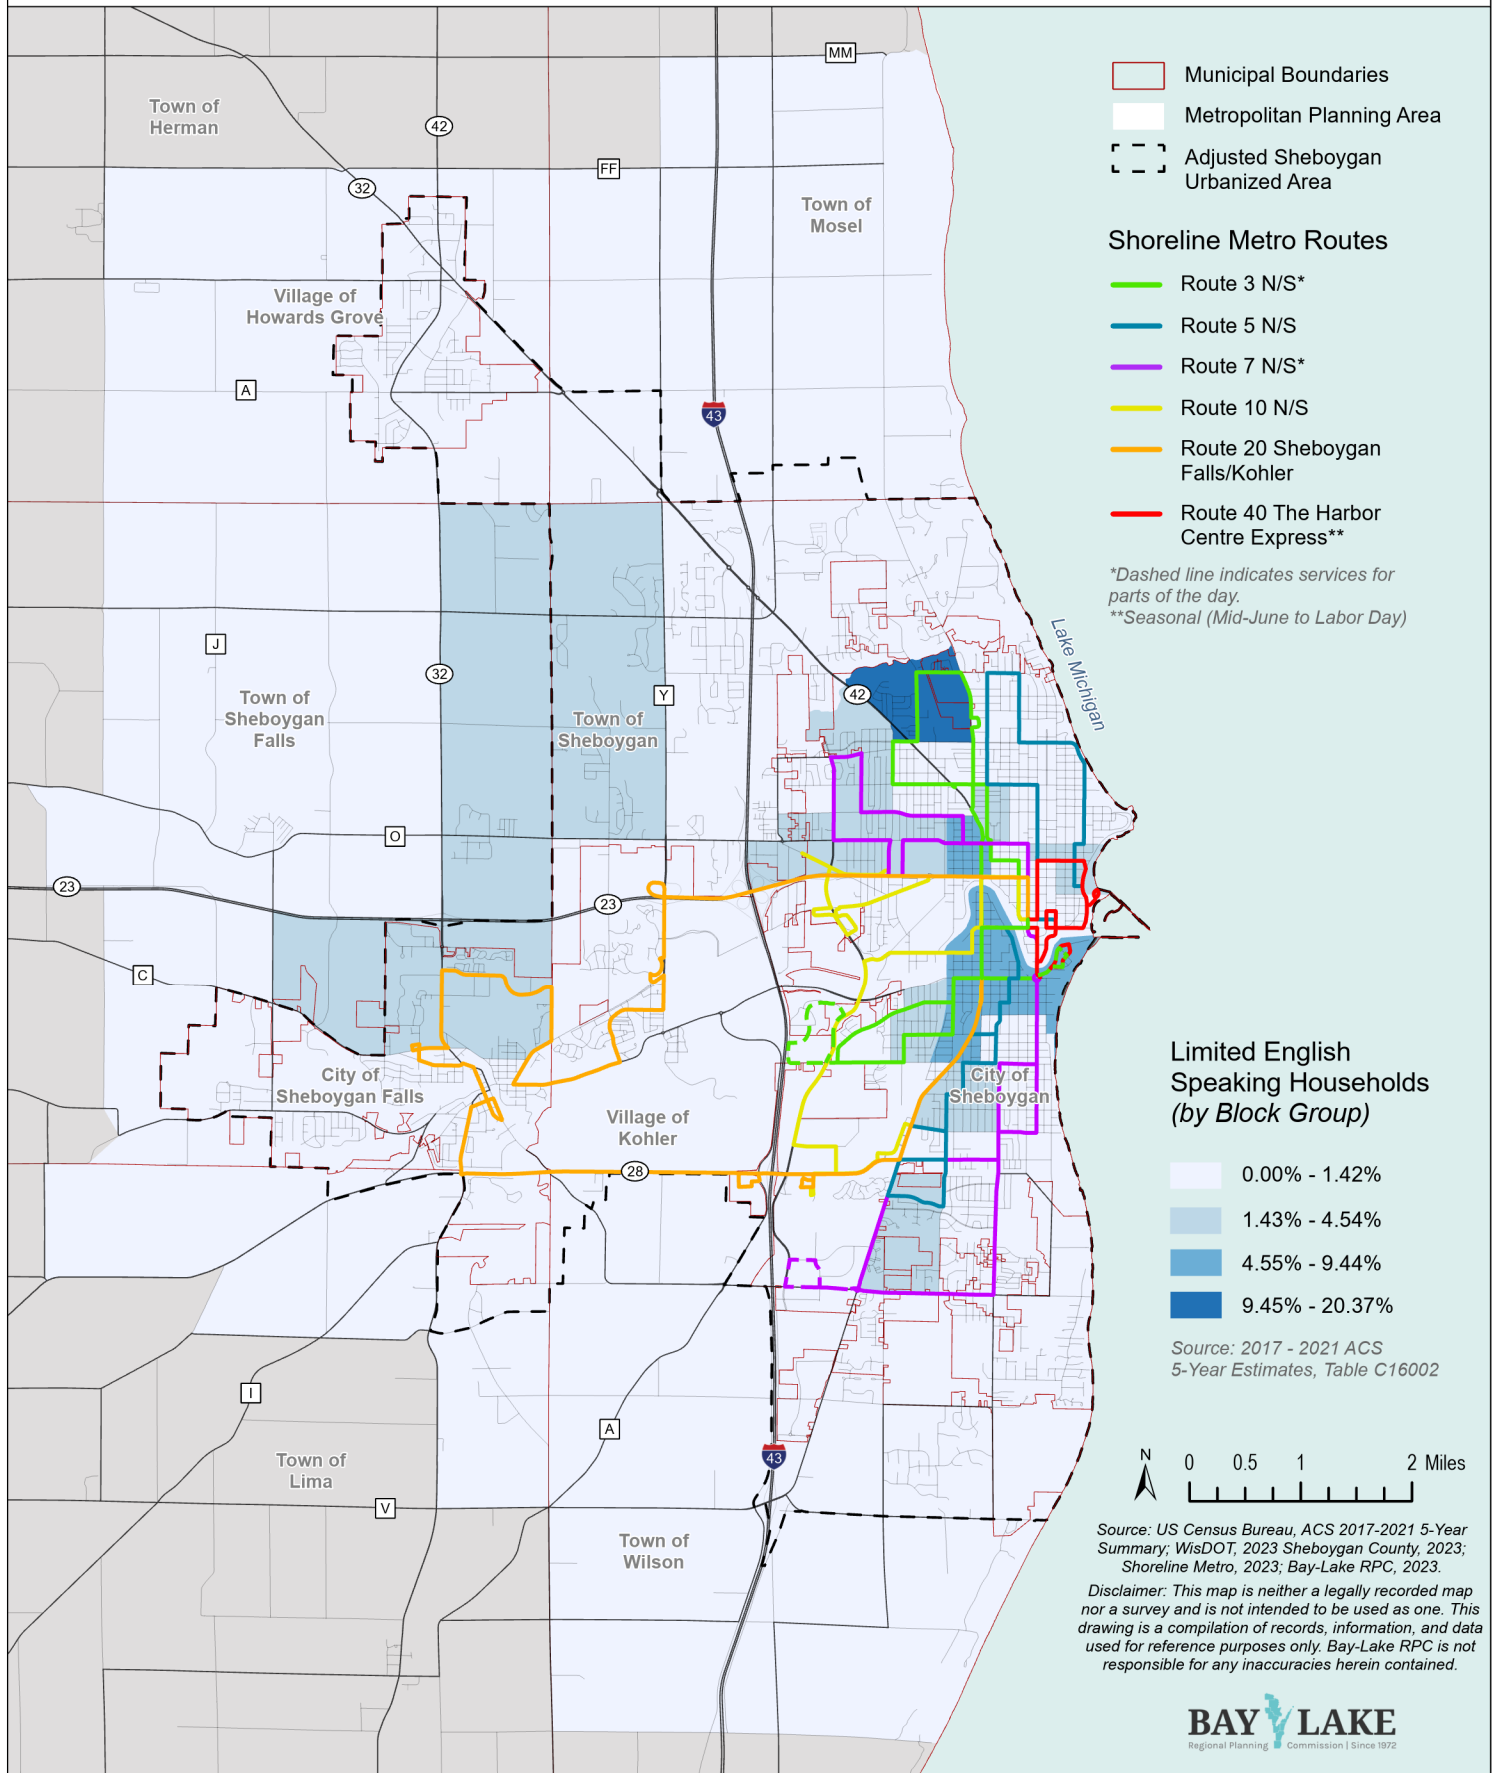 MM
Town of
Herman
42
FF
32
Town of
Mosel
Village of
Howards Grove
A
43
J
32
Town of
Sheboygan
Falls
Y
Town of
Sheboygan
42
Lake Michigan
O
23
23
C
City of
Sheboygan Falls
Village of
Kohler
City of
Sheboygan
28
I
A
Town of
Lima
43
V
Town of
Wilson
Municipal Boundaries
Metropolitan Planning Area
Adjusted Sheboygan
Urbanized Area
Shoreline Metro Routes
Route 3 N/S*
Route 5 N/S
Route 7 N/S*
Route 10 N/S
Route 20 Sheboygan
Falls/Kohler
Route 40 The Harbor
Centre Express**
*Dashed line indicates services for
parts of the day.
**Seasonal (Mid-June to Labor Day)
Limited English
Speaking Households
(by Block Group)
0.00% - 1.42%
1.43% - 4.54%
4.55% - 9.44%
9.45% - 20.37%
Source: 2017 - 2021 ACS
5-Year Estimates, Table C16002
N
0 0.5 1 2 Miles
Source: US Census Bureau, ACS 2017-2021 5-Year
Summary; WisDOT, 2023 Sheboygan County, 2023;
Shoreline Metro, 2023; Bay-Lake RPC, 2023.
Disclaimer: This map is neither a legally recorded map
nor a survey and is not intended to be used as one. This
drawing is a compilation of records, information, and data
used for reference purposes only. Bay-Lake RPC is not
responsible for any inaccuracies herein contained.
BAY LAKE
Regional Planning Commission | Since 1972